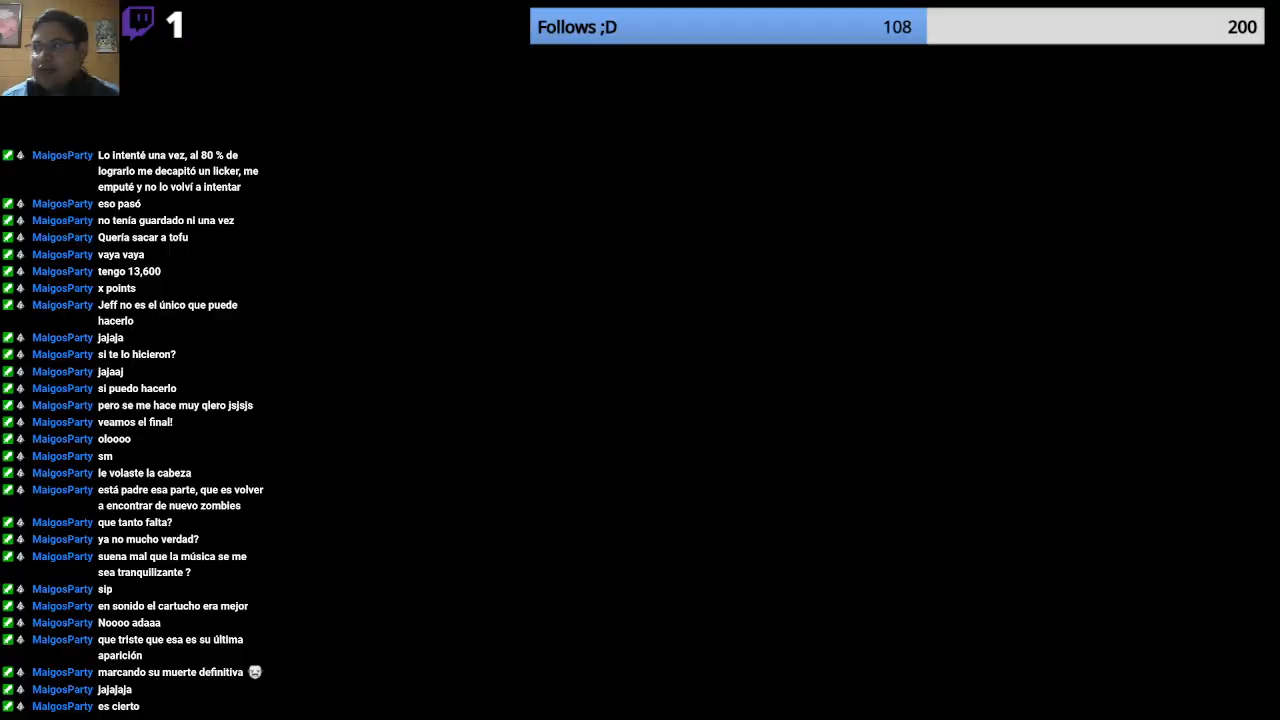 1
Follows ;D 108 200
MaigosParty Lo intenté una vez, al 80 % de
lograrlo me decapitó un licker, me
emputé y no lo volví a intentar
MaigosParty eso pasó
MaigosParty no tenía guardado ni una vez
MaigosParty Quería sacar a tofu
MaigosParty vaya vaya
MaigosParty tengo 13,600
MaigosParty x points
MaigosParty Jeff no es el único que puede
hacerlo
MaigosParty jajaja
MaigosParty si te lo hicieron?
MaigosParty jajaaj
MaigosParty si puedo hacerlo
MaigosParty pero se me hace muy qlero jsjsjs
MaigosParty veamos el final!
MaigosParty oloooo
MaigosParty sm
MaigosParty le volaste la cabeza
MaigosParty está padre esa parte, que es volver
a encontrar de nuevo zombies
MaigosParty que tanto falta?
MaigosParty ya no mucho verdad?
MaigosParty suena mal que la música se me
sea tranquilizante ?
MaigosParty sip
MaigosParty en sonido el cartucho era mejor
MaigosParty Noooo adaaa
MaigosParty que triste que esa es su última
aparición
MaigosParty marcando su muerte definitiva
MaigosParty jajajaja
MaigosParty es cierto